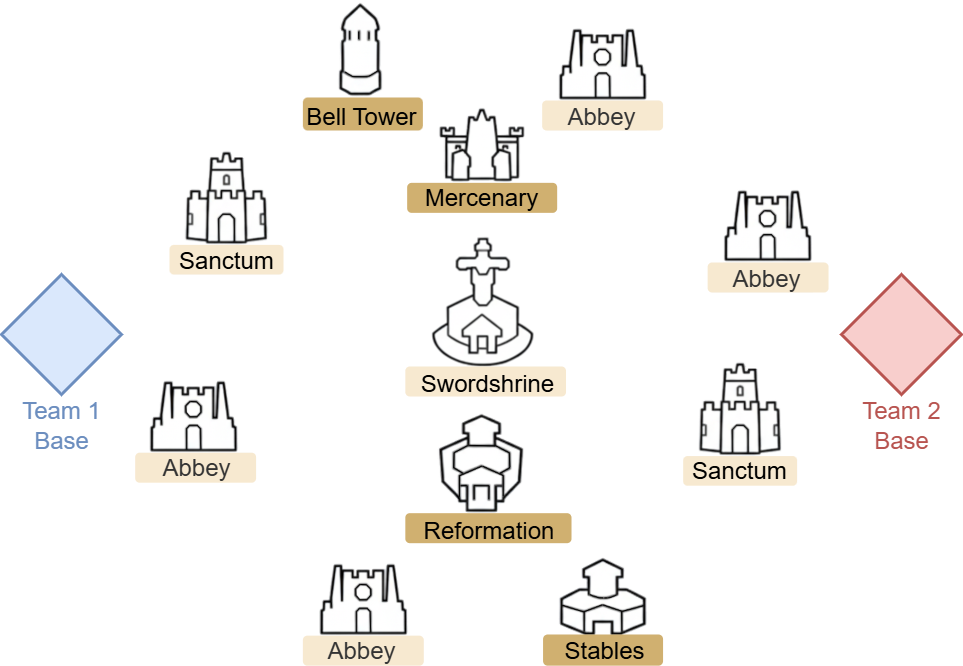 Bell Tower
Abbey
Mercenary
Sanctum
Abbey
Swordshrine
Team 1
Base
Team 2
Base
Abbey
Sanctum
Reformation
Abbey
Stables